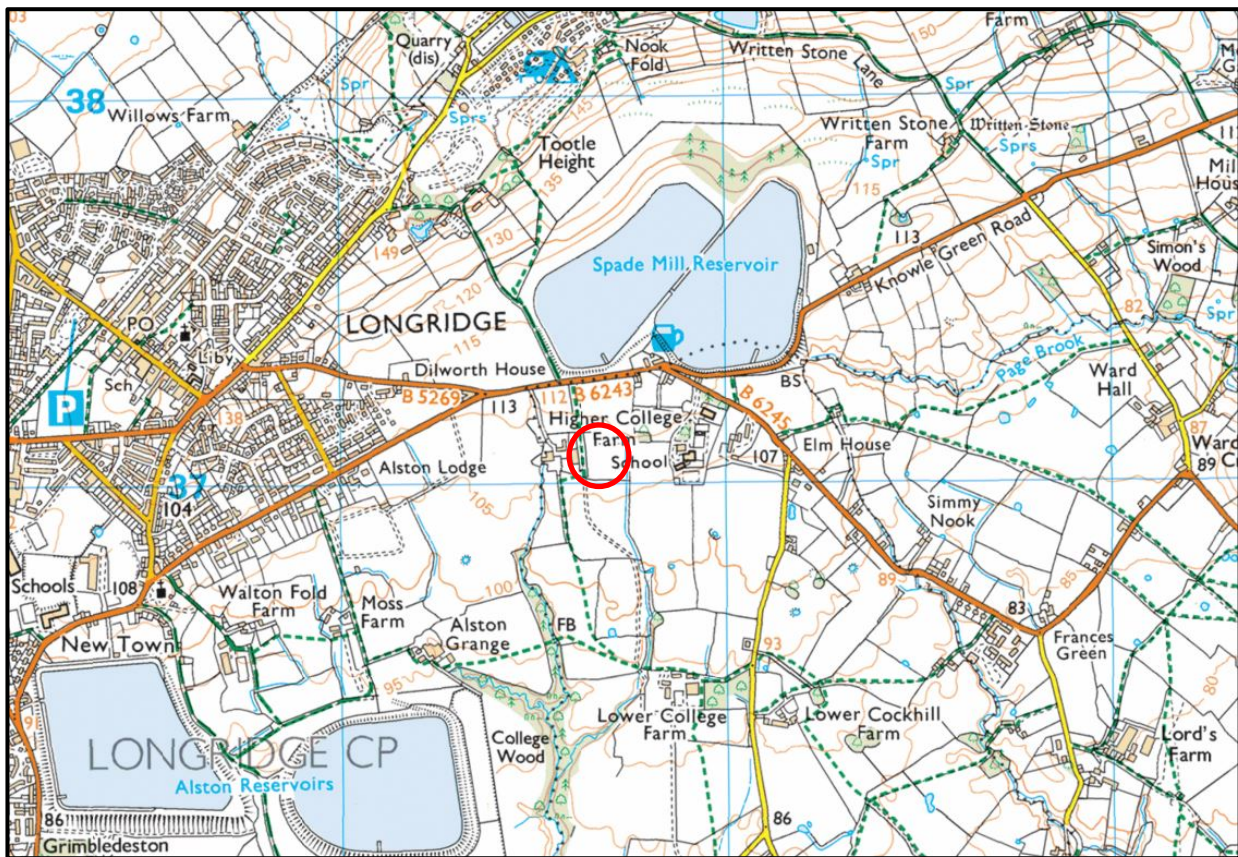 103
Farm
150
Quarry
(dis)
Nook
Fold
Written Stone
Lane
38
Spr
145
Spr
Willows Farm
Sprs
Written Stone
Farm
Written Stone
Sprs
Tootle
Height
135
Spr
115
Mill
House
149
130
113
Knowle Green Road
Simon's
Wood
Spade Mill Reservoir
120
82
Spr
PO
LONGRIDGE
115
Liby
Page Brook
Sch
Dilworth House
Ward
Hall
P
B 5269
113
112
B 6243
BS
138
Higher College
Farm
B 6245
87
Alston Lodge
School
107
Elm House
Ward
89
37
104
105
Simmy
Nook
Schools
108
100
89
85
Walton Fold
Farm
Moss
Farm
Alston
Grange
FB
83
New Town
93
Frances
Green
95
80
Lower College
Farm
Lower Cockhill
Farm
Lord's
Farm
LONGRIDGE CP
College
Wood
Alston Reservoirs
86
86
Grimbledeston